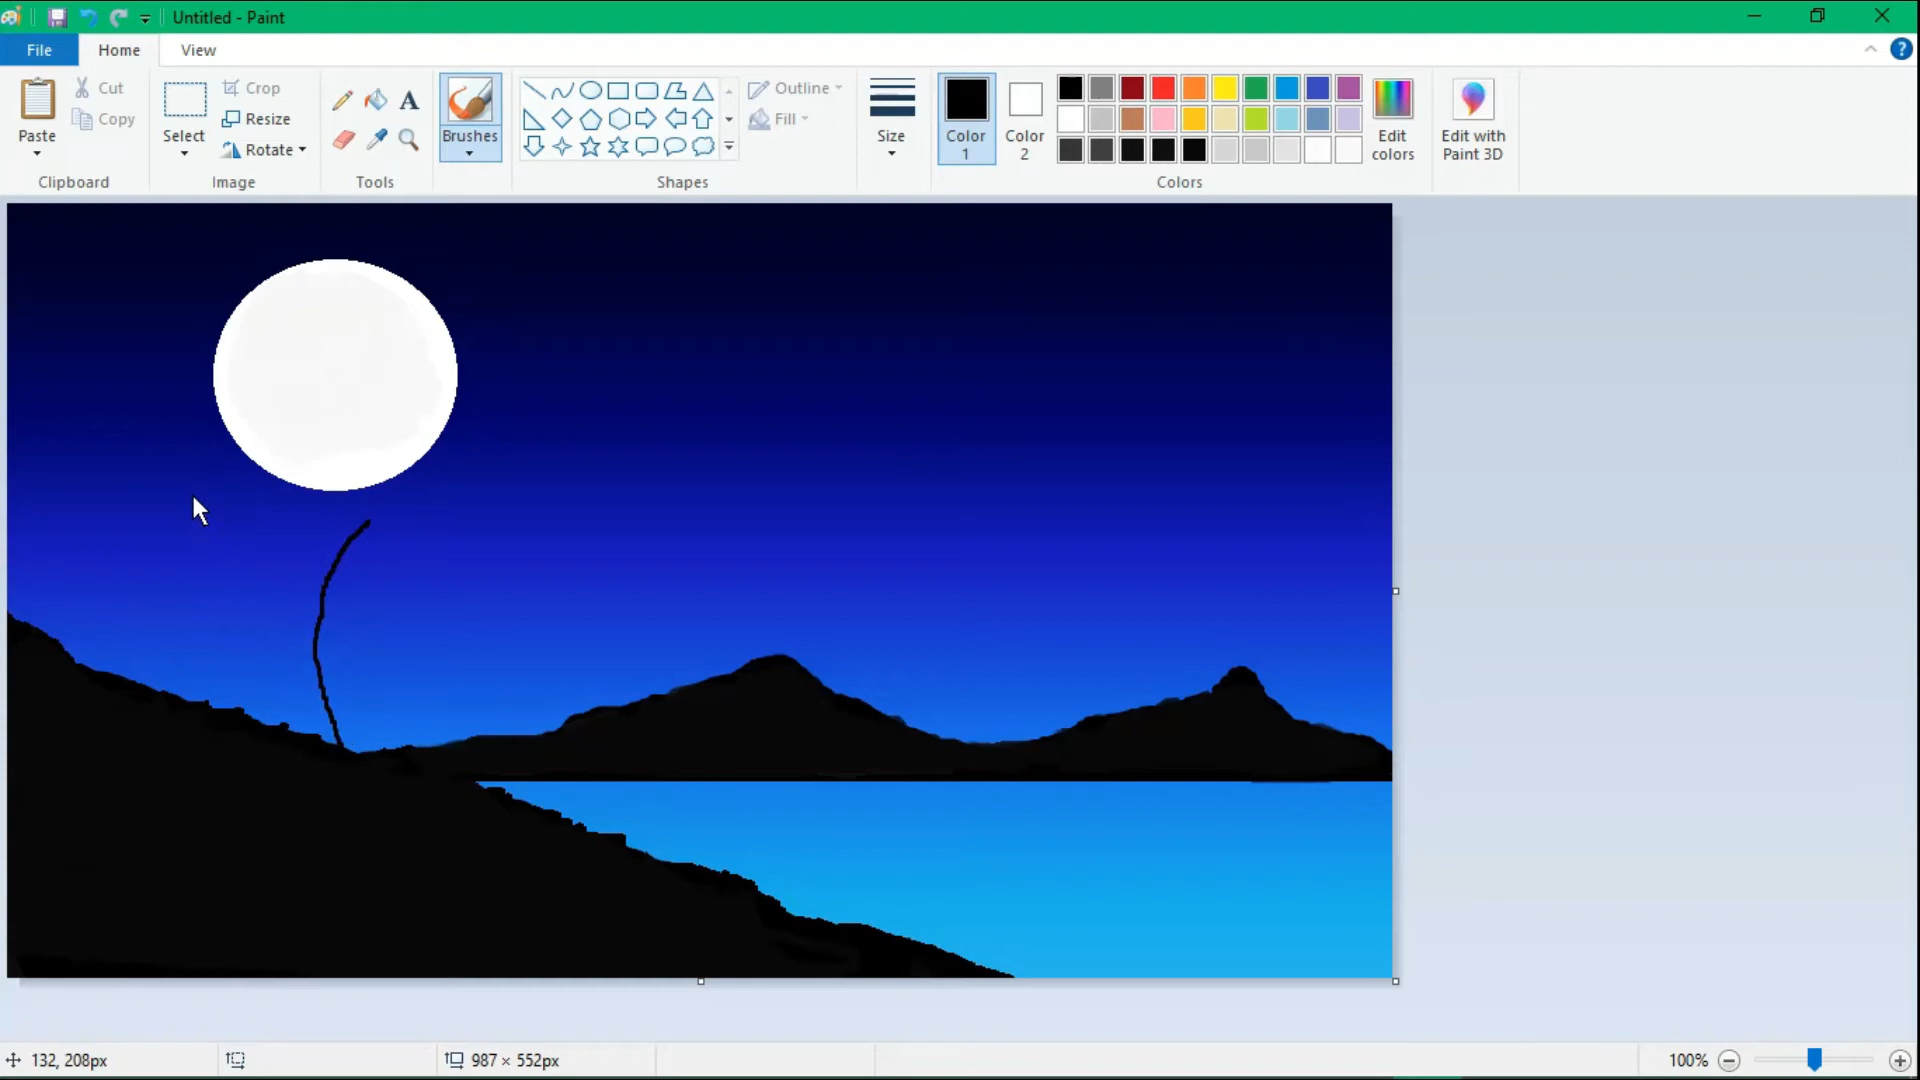 Untitled - Paint
File Home View
Cut
Copy
Paste
Clipboard
Crop
Resize
Rotate
Select
Image
A
Tools
Brushes
Outline
Fill
Shapes
Size
Color 1
Color 2
Edit colors
Colors
Edit with Paint 3D
?
132, 208px
987 × 552px
100%